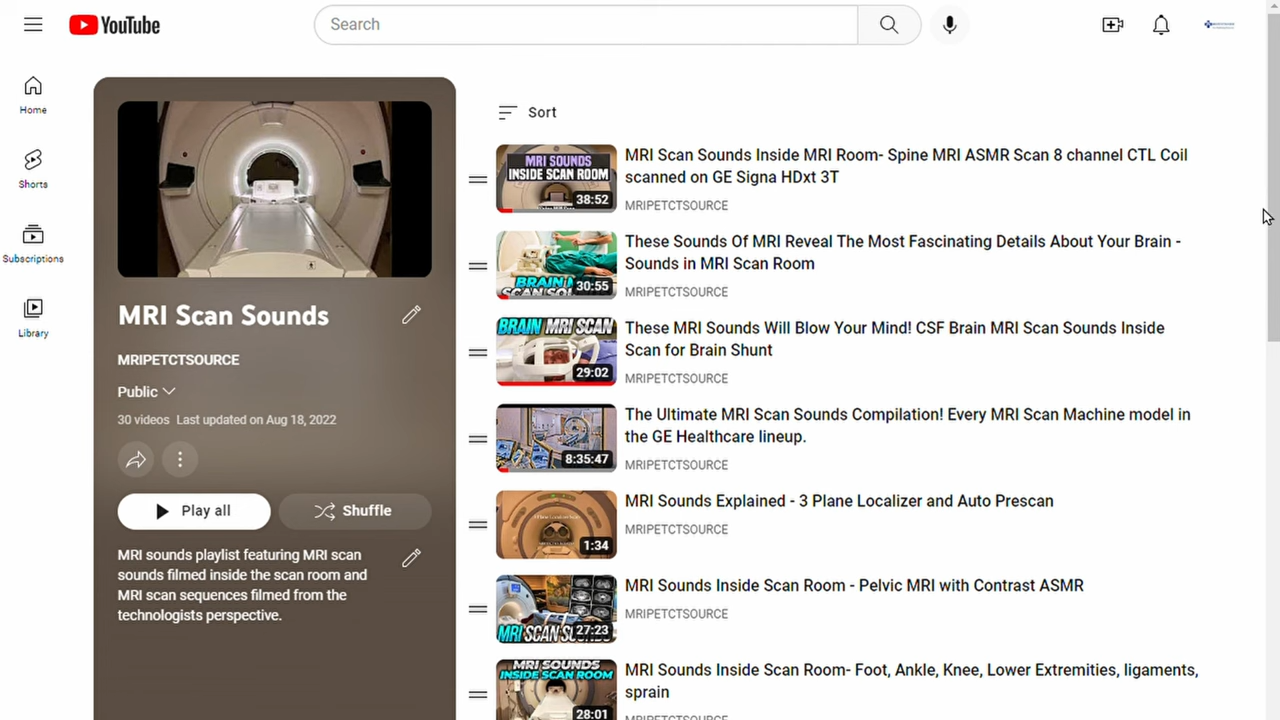 YouTube
Search
Home
Shorts
Subscriptions
Library
MRI Scan Sounds
MRIPETCTSOURCE
Public
30 videos Last updated on Aug 18, 2022
Play all
Shuffle
MRI sounds playlist featuring MRI scan
sounds filmed inside the scan room and
MRI scan sequences filmed from the
technologists perspective.
Sort
MRI SOUNDS
INSIDE SCAN ROOM
38:52
MRI Scan Sounds Inside MRI Room- Spine MRI ASMR Scan 8 channel CTL Coil
scanned on GE Signa HDxt 3T
MRIPETCTSOURCE
BRAIN MRI
SCAN SO
30:55
These Sounds Of MRI Reveal The Most Fascinating Details About Your Brain -
Sounds in MRI Scan Room
MRIPETCTSOURCE
BRAIN MRI SCAN
29:02
These MRI Sounds Will Blow Your Mind! CSF Brain MRI Scan Sounds Inside
Scan for Brain Shunt
MRIPETCTSOURCE
8:35:47
The Ultimate MRI Scan Sounds Compilation! Every MRI Scan Machine model in
the GE Healthcare lineup.
MRIPETCTSOURCE
1:34
MRI Sounds Explained - 3 Plane Localizer and Auto Prescan
MRIPETCTSOURCE
MRI SCAN SOU
27:23
MRI Sounds Inside Scan Room - Pelvic MRI with Contrast ASMR
MRIPETCTSOURCE
MRI SOUNDS
INSIDE SCAN ROOM
28:01
MRI Sounds Inside Scan Room- Foot, Ankle, Knee, Lower Extremities, ligaments,
sprain
MRIPETCTSOURCE